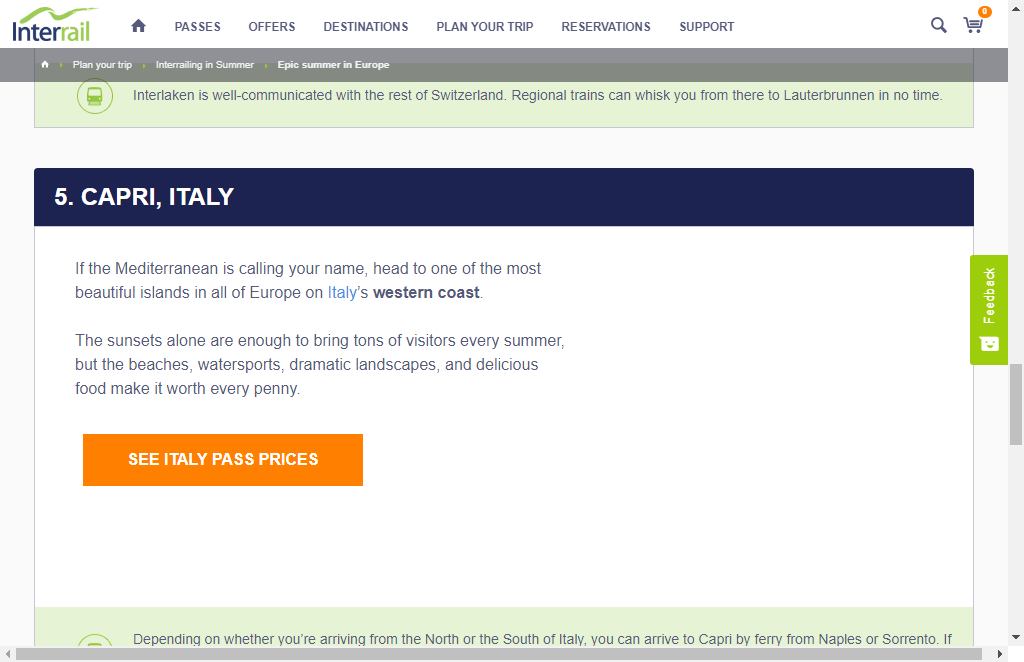 Interrail
PASSES
OFFERS
DESTINATIONS
PLAN YOUR TRIP
RESERVATIONS
SUPPORT
0
Plan your trip
Interrailing in Summer
Epic summer in Europe
Interlaken is well-communicated with the rest of Switzerland. Regional trains can whisk you from there to Lauterbrunnen in no time.
5. CAPRI, ITALY
If the Mediterranean is calling your name, head to one of the most
beautiful islands in all of Europe on Italy's western coast.
The sunsets alone are enough to bring tons of visitors every summer,
but the beaches, watersports, dramatic landscapes, and delicious
food make it worth every penny.
Feedback
SEE ITALY PASS PRICES
Depending on whether you're arriving from the North or the South of Italy, you can arrive to Capri by ferry from Naples or Sorrento. If